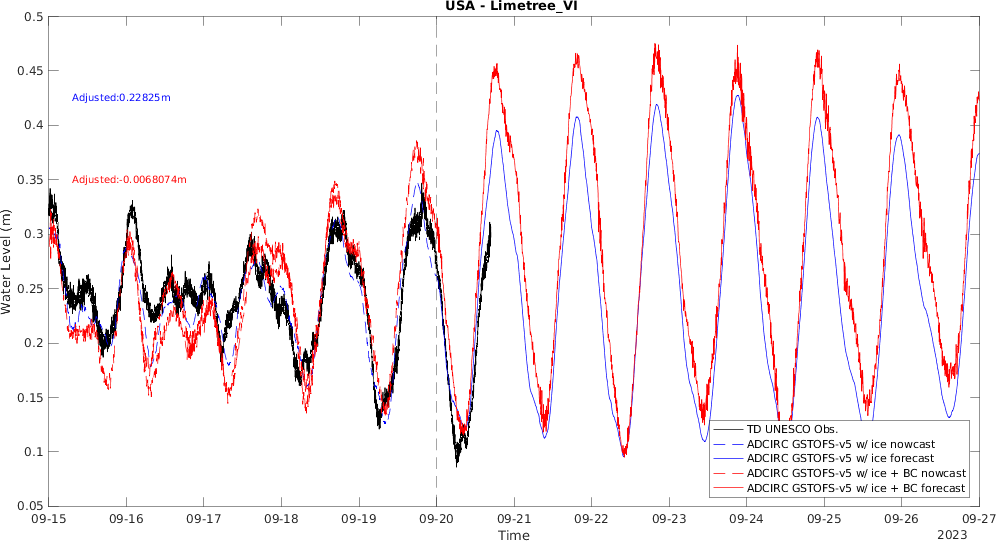 USA - Limetree_VI
0.5
0.45
0.4
0.35
0.3
0.25
0.2
0.15
0.1
0.05
Water Level (m)
Adjusted:0.22825m
Adjusted:-0.0068074m
TD UNESCO Obs.
ADCIRC GSTOFS-v5 w/ ice nowcast
ADCIRC GSTOFS-v5 w/ ice forecast
ADCIRC GSTOFS-v5 w/ ice + BC nowcast
ADCIRC GSTOFS-v5 w/ ice + BC forecast
09-15 09-16 09-17 09-18 09-19 09-20 09-21 09-22 09-23 09-24 09-25 09-26 09-27
Time
2023